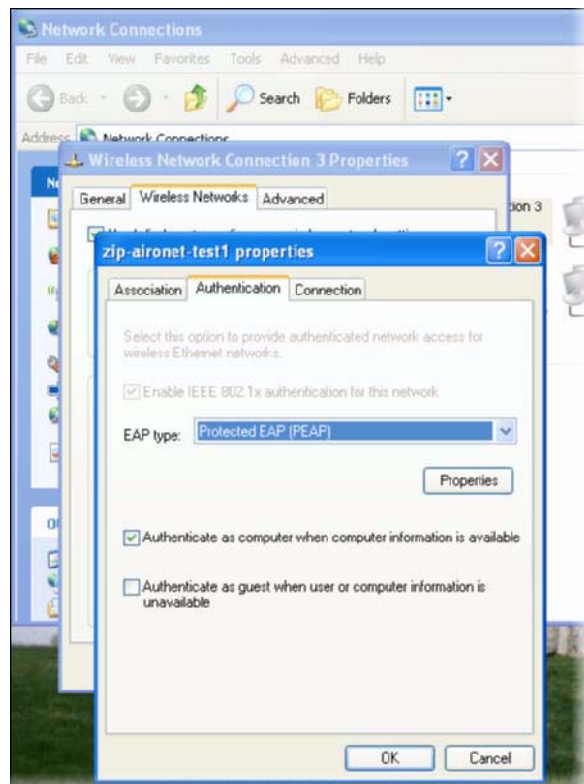 Network Connections
File Edit View Favorites Tools Advanced Help
Back Search Folders
Address Network Connections
Wireless Network Connection 3 Properties
General Wireless Networks Advanced
zip-aironet-test1 properties
Association Authentication Connection
Select this option to provide authenticated network access for
wireless Ethernet networks.
Enable IEEE 802.1x authentication for this network
EAP type: Protected EAP (PEAP)
Properties
Authenticate as computer when computer information is available
Authenticate as guest when user or computer information is
unavailable
OK Cancel